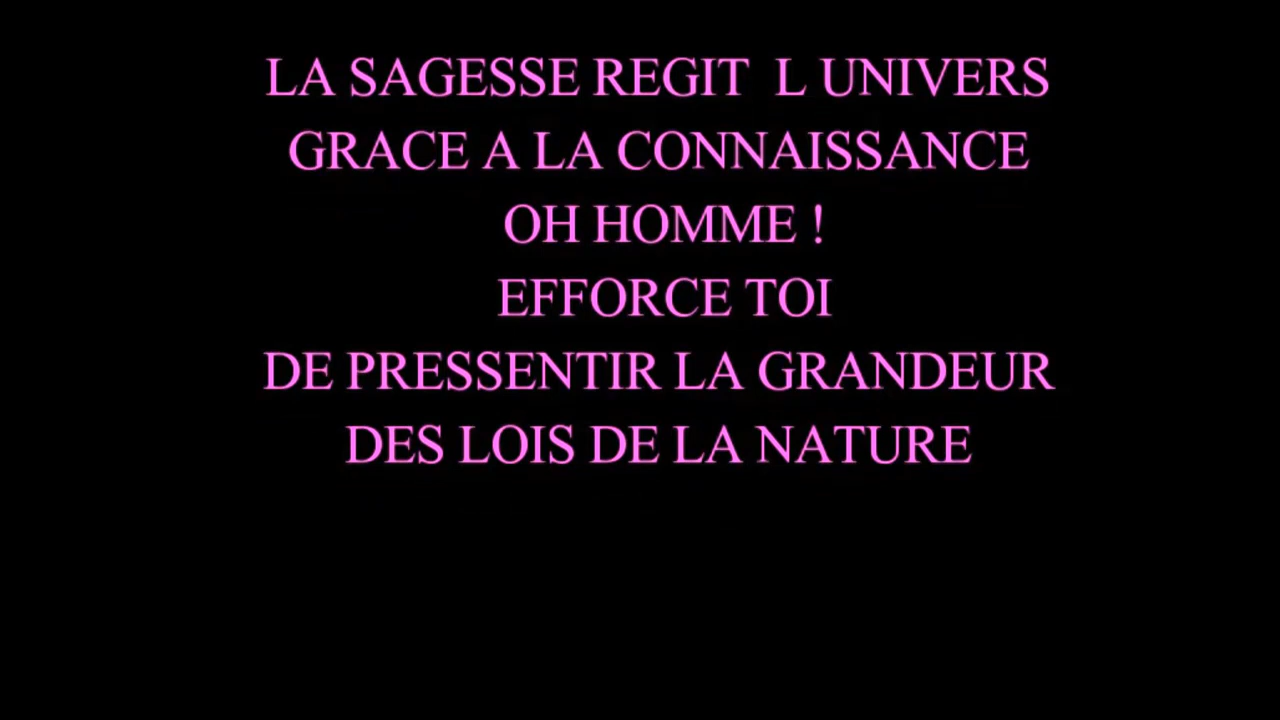 LA SAGESSE REGIT L UNIVERS
GRACE A LA CONNAISSANCE
OH HOMME !
EFFORCE TOI
DE PRESSENTIR LA GRANDEUR
DES LOIS DE LA NATURE